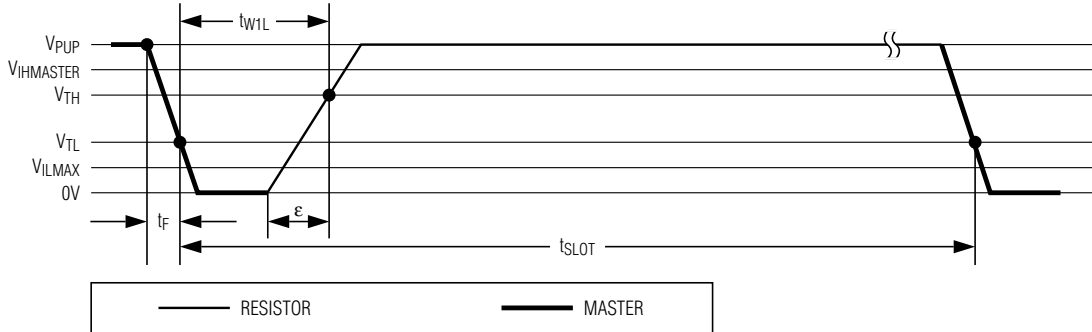 tW1L
VPUP
VIHMASTER
VTH
VTL
VILMAX
0V
tF
ε
tSLOT
RESISTOR
MASTER